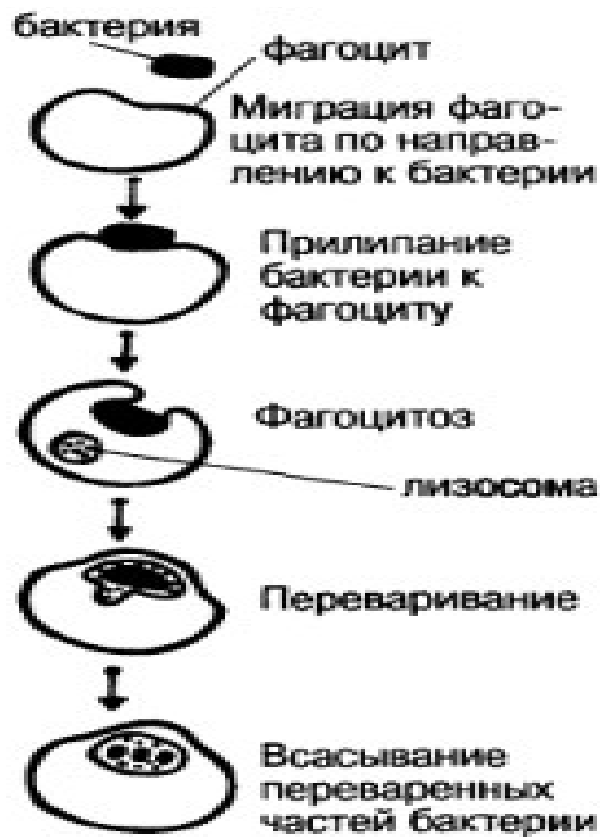 бактерия
фагоцит
Миграция фаго-
цита по направ-
лению к бактерии
Прилипание
бактерии к
фагоциту
Фагоцитоз
лизосома
Переваривание
Всасывание
переваренных
частей бактерии